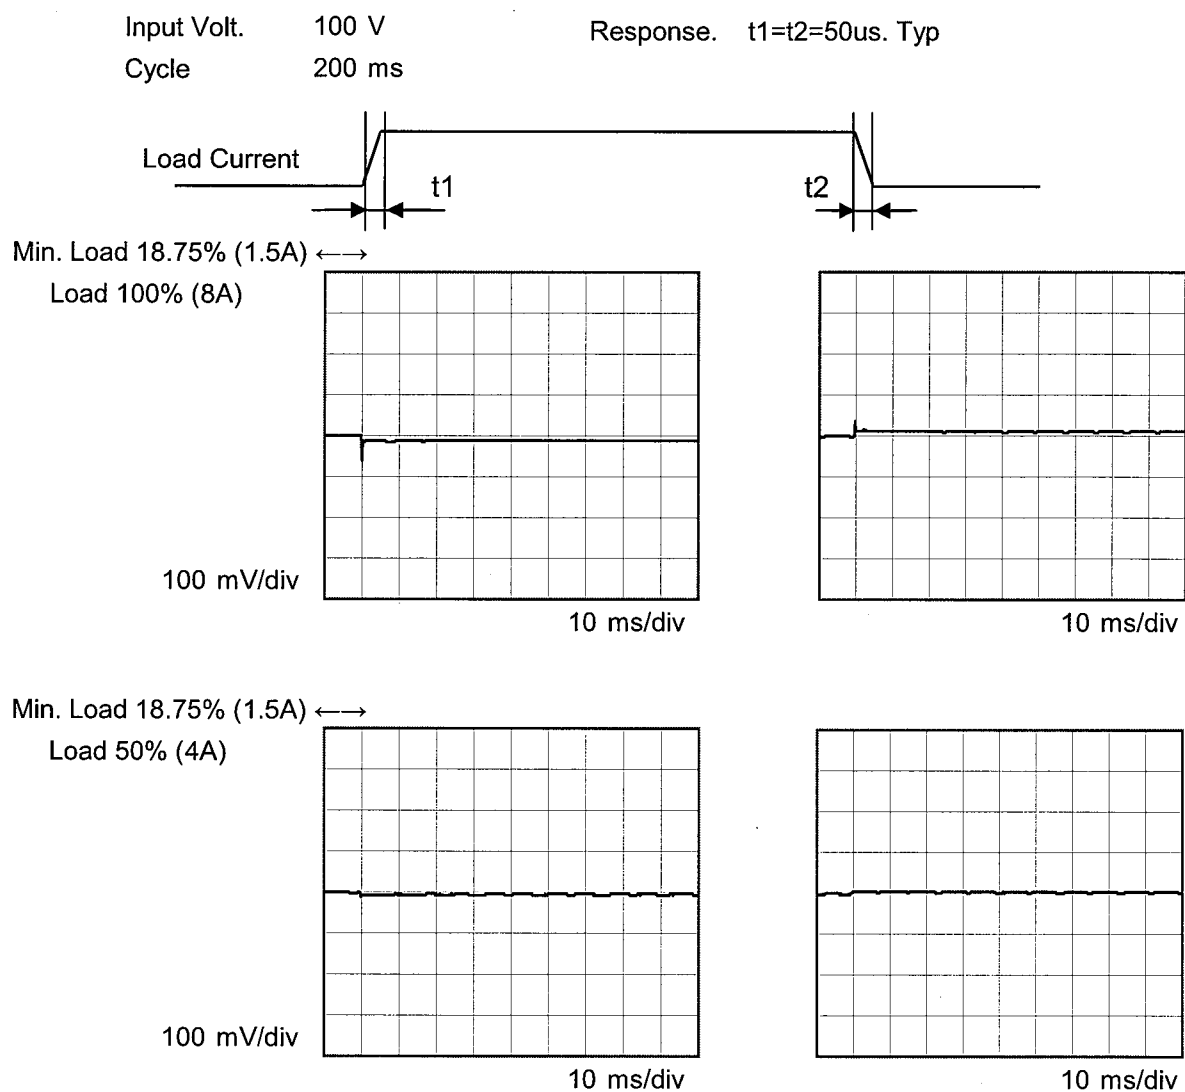 Input Volt. 100 V Response. t1=t2=50us. Typ
Cycle 200 ms
Load Current
t1 t2
Min. Load 18.75% (1.5A) ←→
Load 100% (8A)
100 mV/div
10 ms/div 10 ms/div
Min. Load 18.75% (1.5A) ←→
Load 50% (4A)
100 mV/div
10 ms/div 10 ms/div